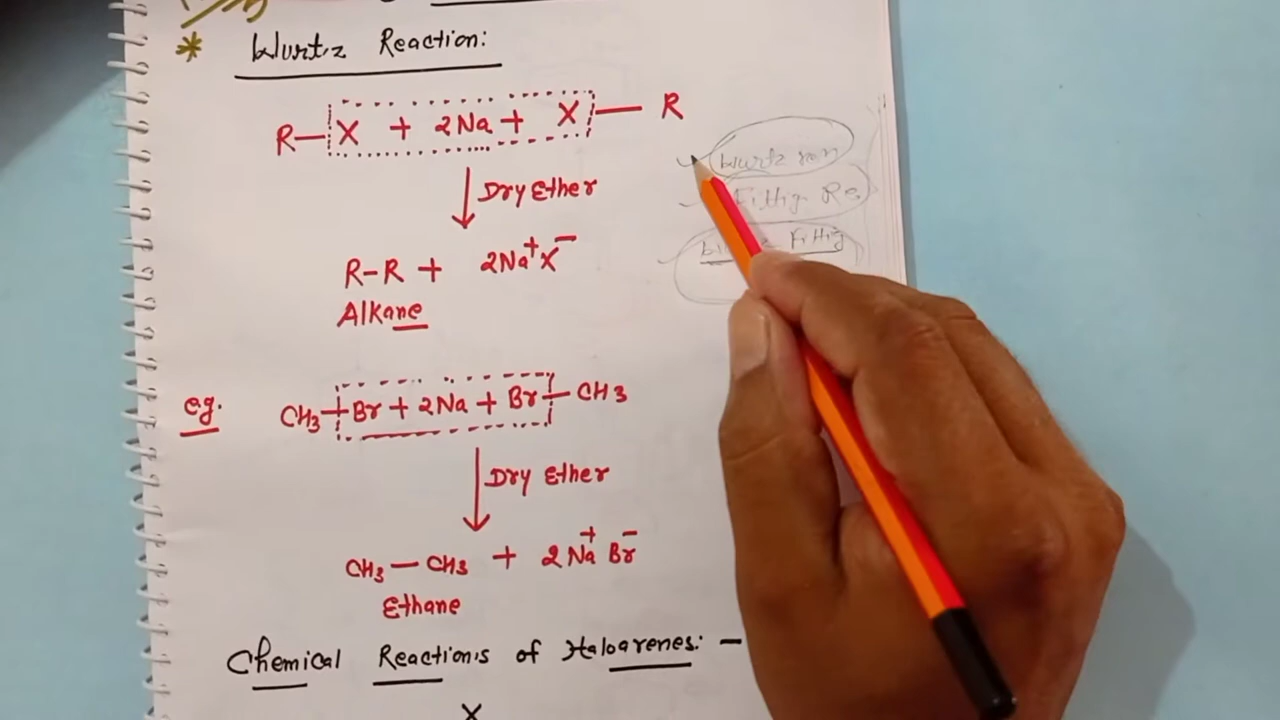 * Wurtz Reaction:
R—X + 2Na + X—R
Dry Ether
R-R + 2Na⁺X⁻
Alkane
Wurtz
Fittig Re
Fittig
e.g. CH₃—Br + 2Na + Br—CH₃
Dry Ether
CH₃ — CH₃ + 2Na⁺Br⁻
Ethane
Chemical Reactions of Haloarenes: —
X